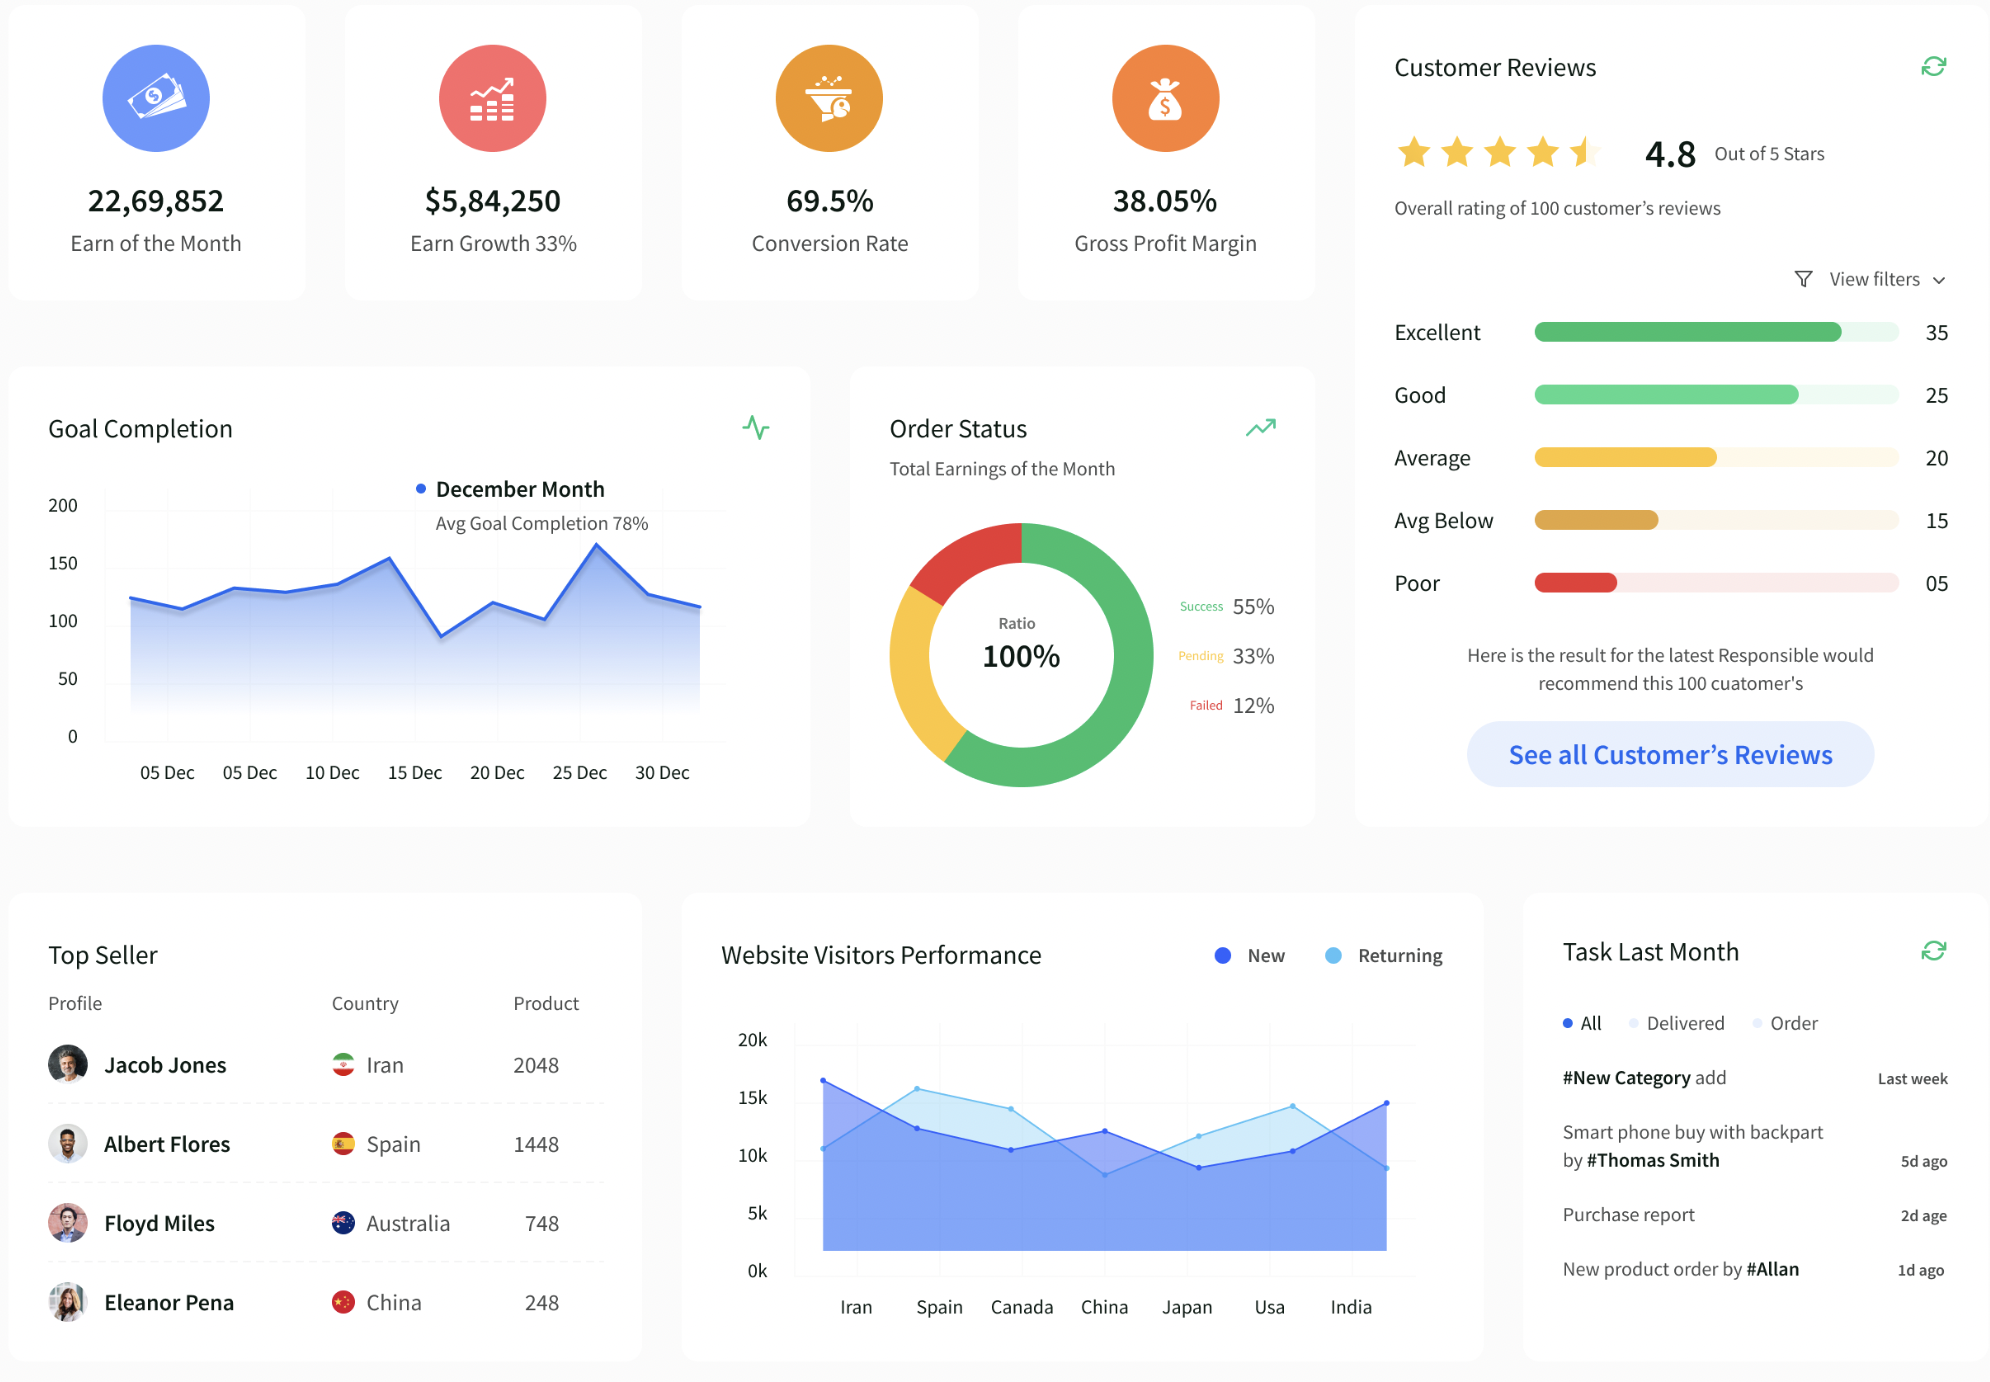 22,69,852
Earn of the Month
$5,84,250
Earn Growth 33%
69.5%
Conversion Rate
38.05%
Gross Profit Margin
Customer Reviews
4.8 Out of 5 Stars
Overall rating of 100 customer’s reviews
View filters
Excellent 35
Good 25
Average 20
Avg Below 15
Poor 05
Here is the result for the latest Responsible would
recommend this 100 cuatomer's
See all Customer’s Reviews
Goal Completion
December Month
Avg Goal Completion 78%
200
150
100
50
0
05 Dec 05 Dec 10 Dec 15 Dec 20 Dec 25 Dec 30 Dec
Order Status
Total Earnings of the Month
Ratio
100%
Success 55%
Pending 33%
Failed 12%
Top Seller
Profile Country Product
Jacob Jones Iran 2048
Albert Flores Spain 1448
Floyd Miles Australia 748
Eleanor Pena China 248
Website Visitors Performance
New Returning
20k
15k
10k
5k
0k
Iran Spain Canada China Japan Usa India
Task Last Month
All Delivered Order
#New Category add Last week
Smart phone buy with backpart
by #Thomas Smith 5d ago
Purchase report 2d age
New product order by #Allan 1d ago